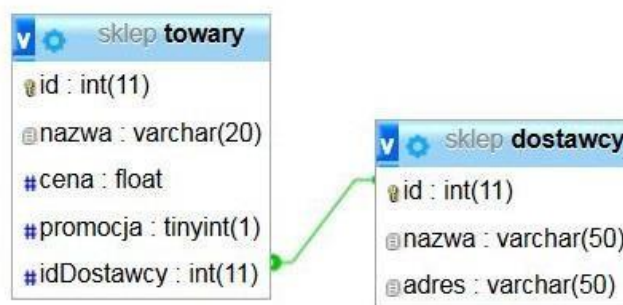 v sklep towary
id : int(11)
nazwa : varchar(20)
# cena : float
# promocja : tinyint(1)
# idDostawcy : int(11)
v sklep dostawcy
id : int(11)
nazwa : varchar(50)
adres : varchar(50)